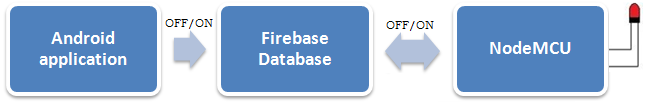 Android
application
OFF/ON
Firebase
Database
OFF/ON
NodeMCU